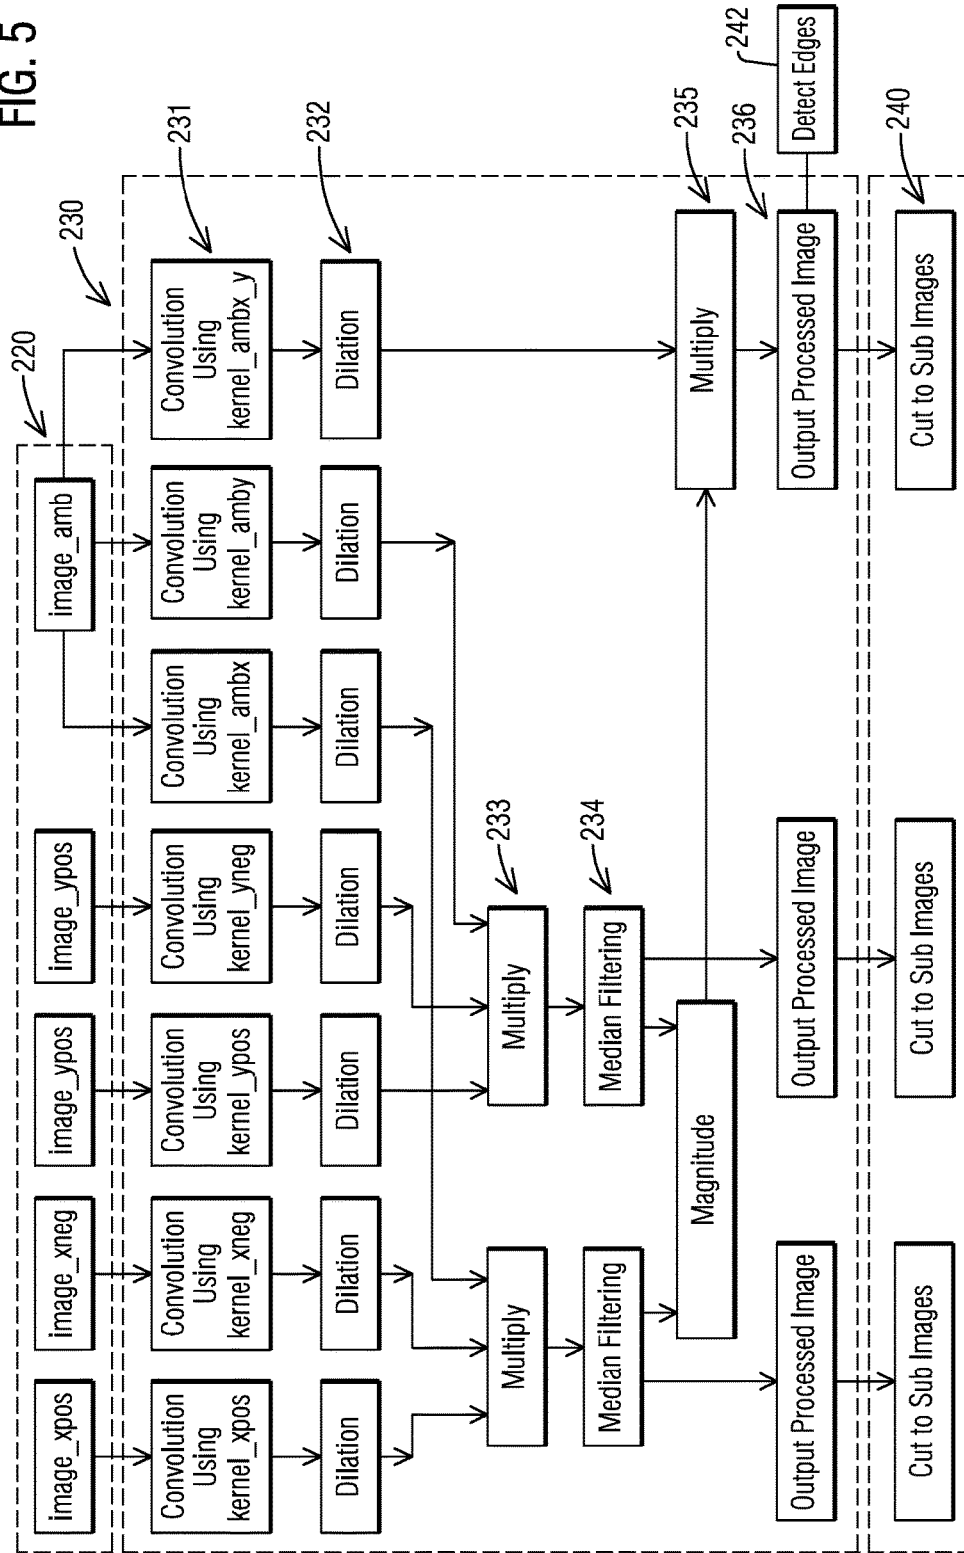 FIG. 5
220
230
image_xpos
image_xneg
image_ypos
image_ypos
image_amb
231
Convolution
Using
kernel_xpos
Convolution
Using
kernel_xneg
Convolution
Using
kernel_ypos
Convolution
Using
kernel_yneg
Convolution
Using
kernel_ambx
Convolution
Using
kernel_amby
Convolution
Using
kernel_ambx_y
232
Dilation
Dilation
Dilation
Dilation
Dilation
Dilation
Dilation
233
Multiply
Multiply
234
Median Filtering
Median Filtering
235
Magnitude
Multiply
236
242
Output Processed Image
Output Processed Image
Output Processed Image
Detect Edges
240
Cut to Sub Images
Cut to Sub Images
Cut to Sub Images